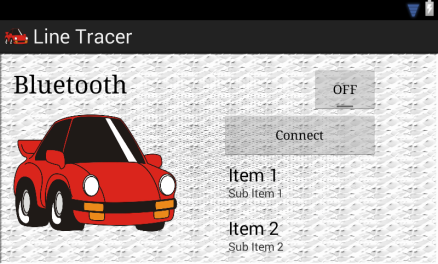 Line Tracer
Bluetooth
OFF
Connect
Item 1
Sub Item 1
Item 2
Sub Item 2